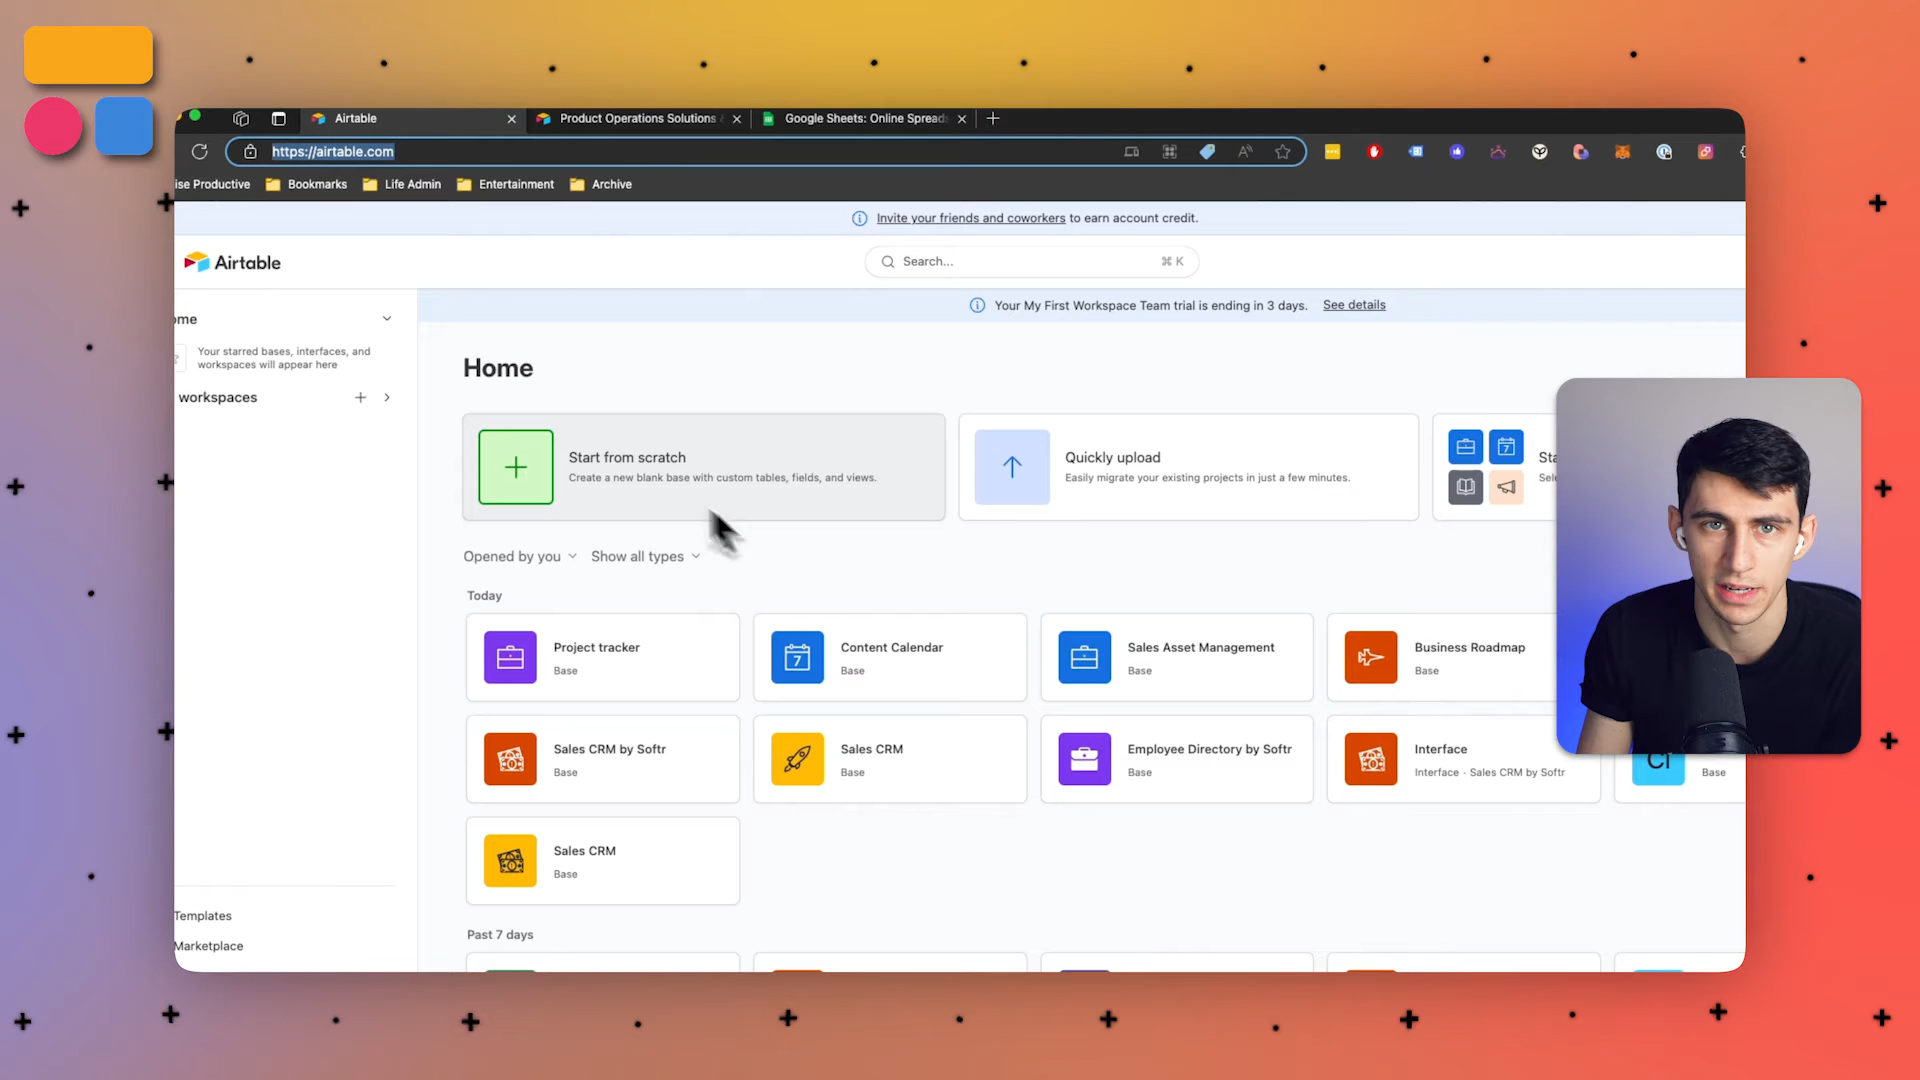 Airtable
Product Operations Solutions
Google Sheets: Online Spread
https://airtable.com
ise Productive
Bookmarks
Life Admin
Entertainment
Archive
Invite your friends and coworkers to earn account credit.
Airtable
Search...
⌘ K
Your My First Workspace Team trial is ending in 3 days. See details
ome
Your starred bases, interfaces, and
workspaces will appear here
workspaces
Home
Start from scratch
Create a new blank base with custom tables, fields, and views.
Quickly upload
Easily migrate your existing projects in just a few minutes.
7
Sta
Sele
Opened by you
Show all types
Today
Project tracker
Base
7
Content Calendar
Base
Sales Asset Management
Base
Business Roadmap
Base
Sales CRM by Softr
Base
Sales CRM
Base
Employee Directory by Softr
Base
Interface
Interface · Sales CRM by Softr
Base
Sales CRM
Base
Past 7 days
Templates
Marketplace